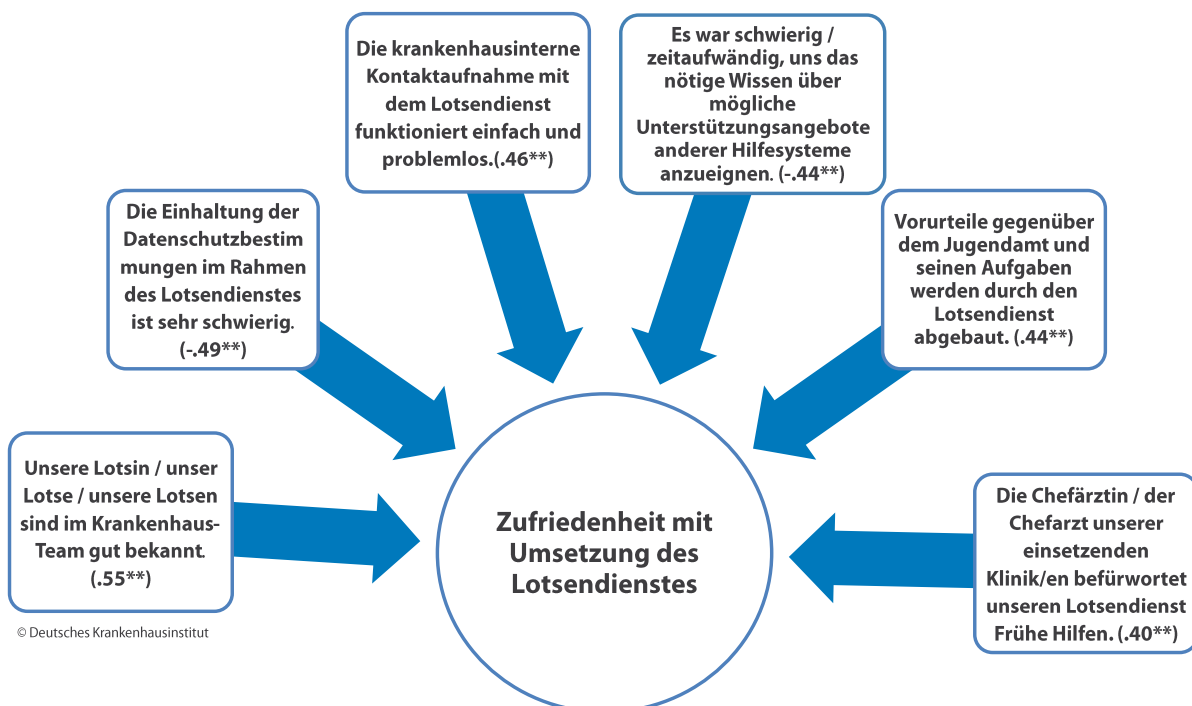 Die krankenhausinterne
Kontaktaufnahme mit
dem Lotsendienst
funktioniert einfach und
problemlos.(.46**)
Es war schwierig /
zeitaufwändig, uns das
nötige Wissen über
mögliche
Unterstützungsangebote
anderer Hilfesysteme
anzueignen. (-.44**)
Die Einhaltung der
Datenschutzbestim
mungen im Rahmen
des Lotsendienstes
ist sehr schwierig.
(-.49**)
Vorurteile gegenüber
dem Jugendamt und
seinen Aufgaben
werden durch den
Lotsendienst
abgebaut. (.44**)
Unsere Lotsin / unser
Lotse / unsere Lotsen
sind im Krankenhaus-
Team gut bekannt.
(.55**)
Zufriedenheit mit
Umsetzung des
Lotsendienstes
Die Chefärztin / der
Chefarzt unserer
einsetzenden
Klinik/en befürwortet
unseren Lotsendienst
Frühe Hilfen. (.40**)
© Deutsches Krankenhausinstitut